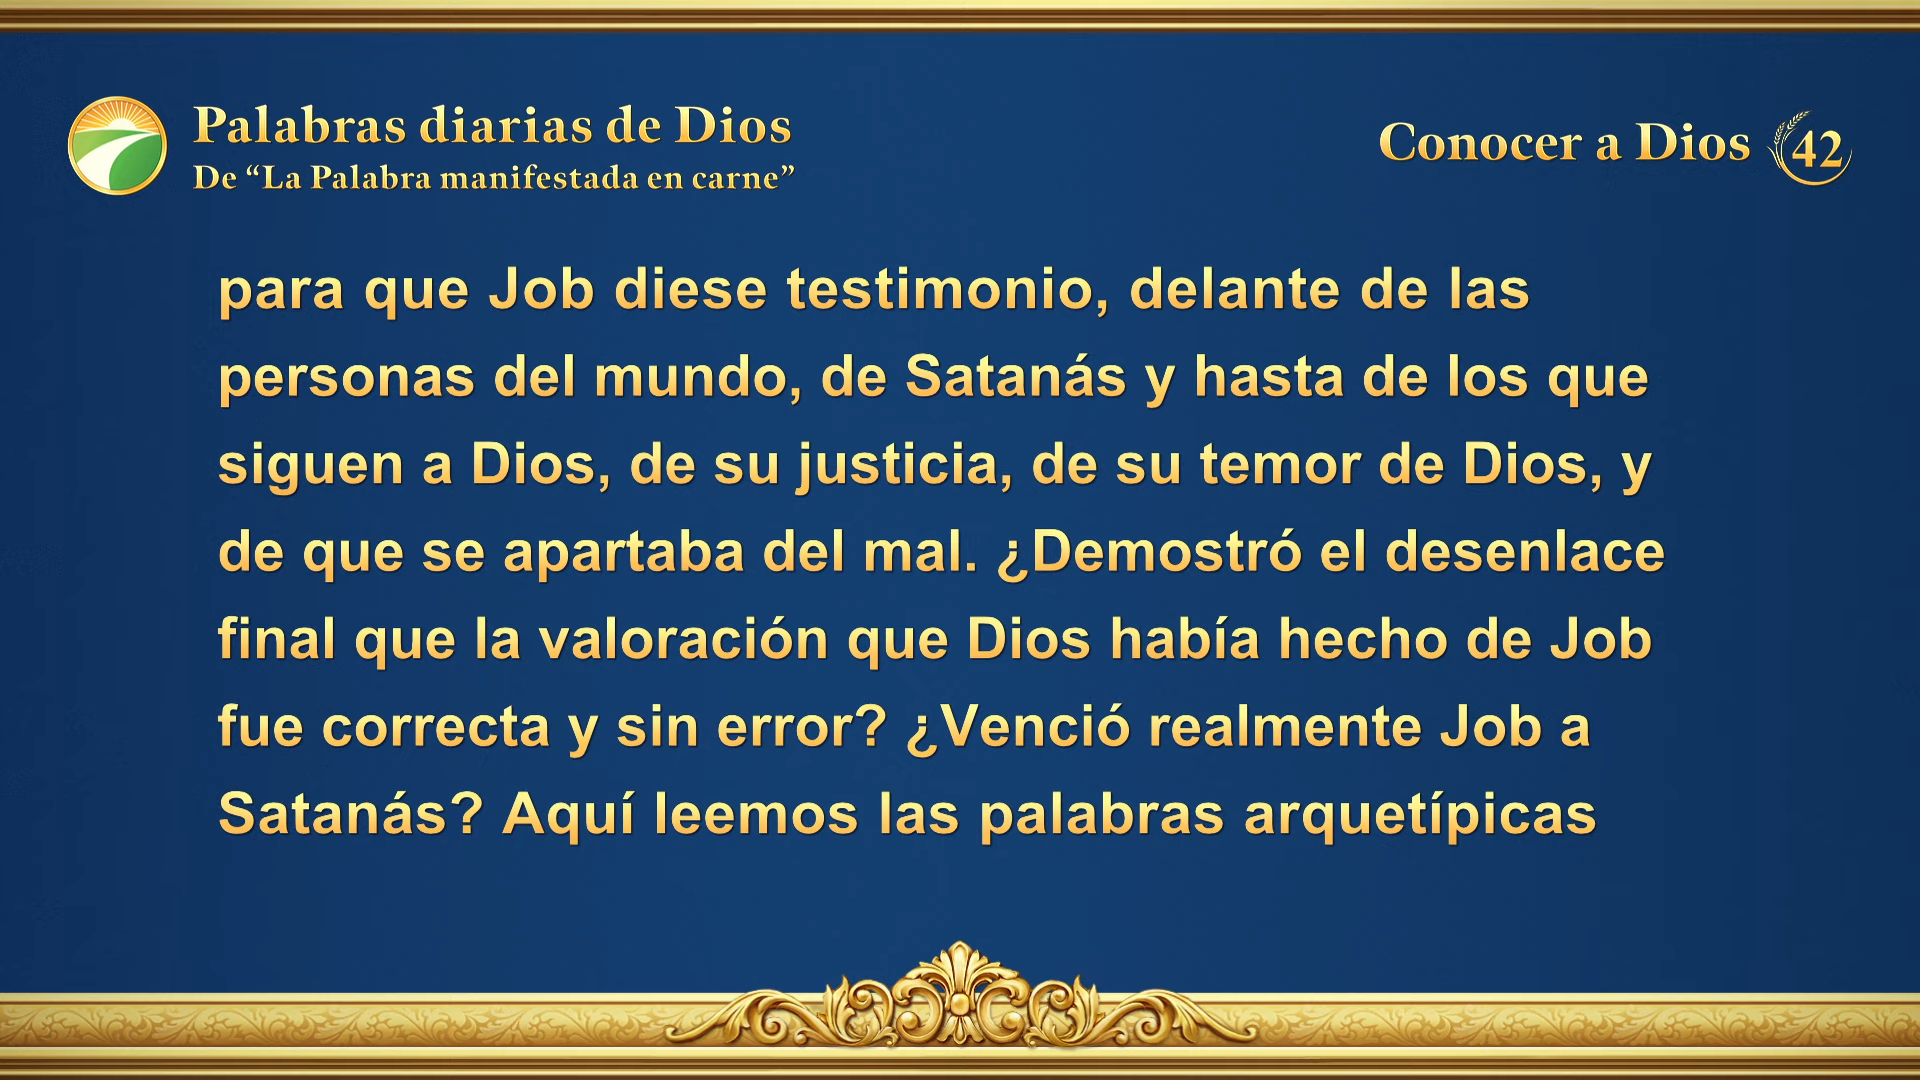 Palabras diarias de Dios
De “La Palabra manifestada en carne”
Conocer a Dios 42
para que Job diese testimonio, delante de las
personas del mundo, de Satanás y hasta de los que
siguen a Dios, de su justicia, de su temor de Dios, y
de que se apartaba del mal. ¿Demostró el desenlace
final que la valoración que Dios había hecho de Job
fue correcta y sin error? ¿Venció realmente Job a
Satanás? Aquí leemos las palabras arquetípicas